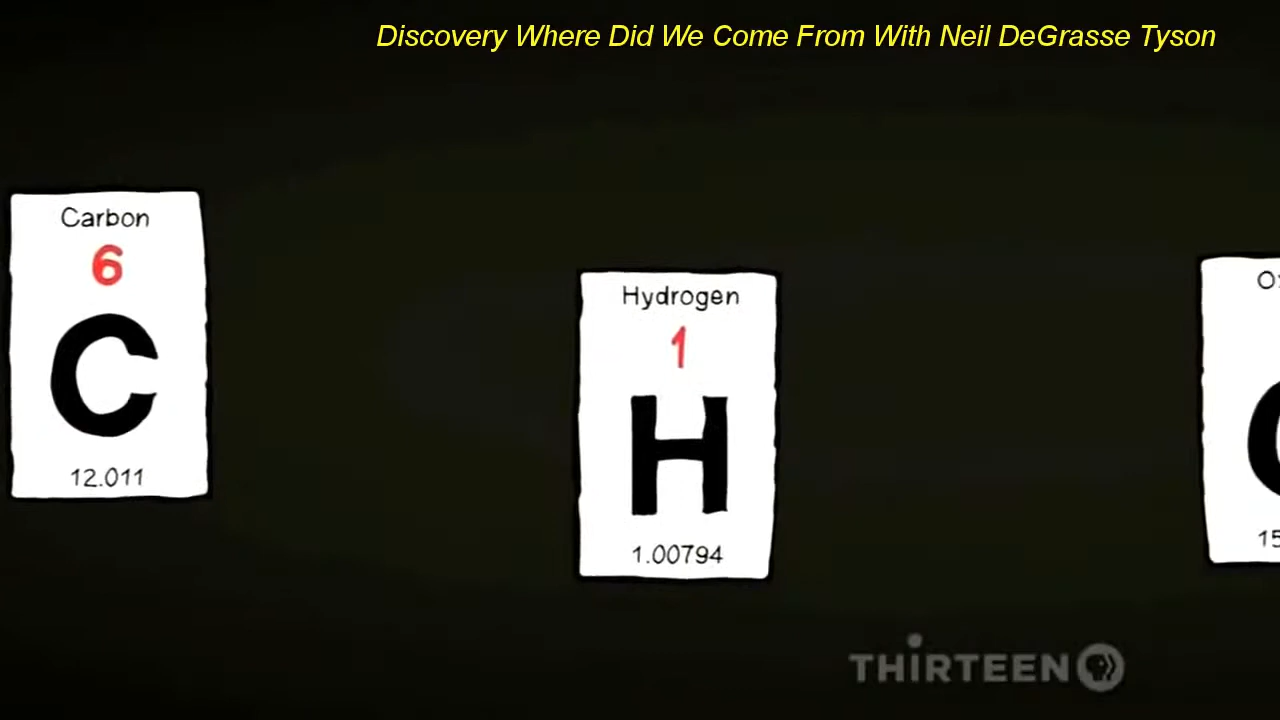 Discovery Where Did We Come From With Neil DeGrasse Tyson
Carbon
6
C
12.011
Hydrogen
1
H
1.00794
THIRTEEN